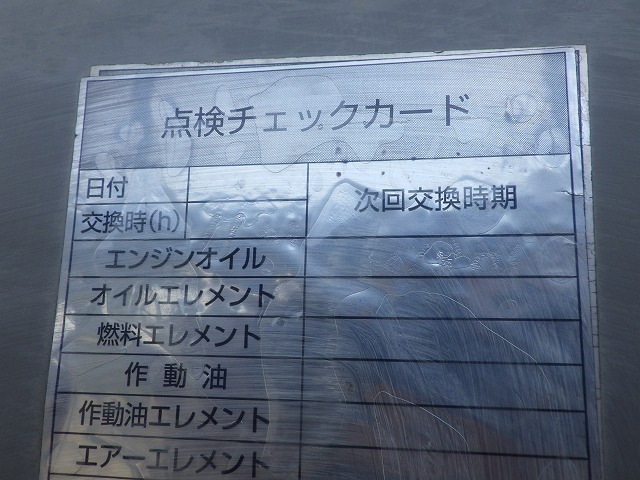 点検チェックカード
日付
交換時(h)
次回交換時期
エンジンオイル
オイルエレメント
燃料エレメント
作動油
作動油エレメント
エアーエレメント